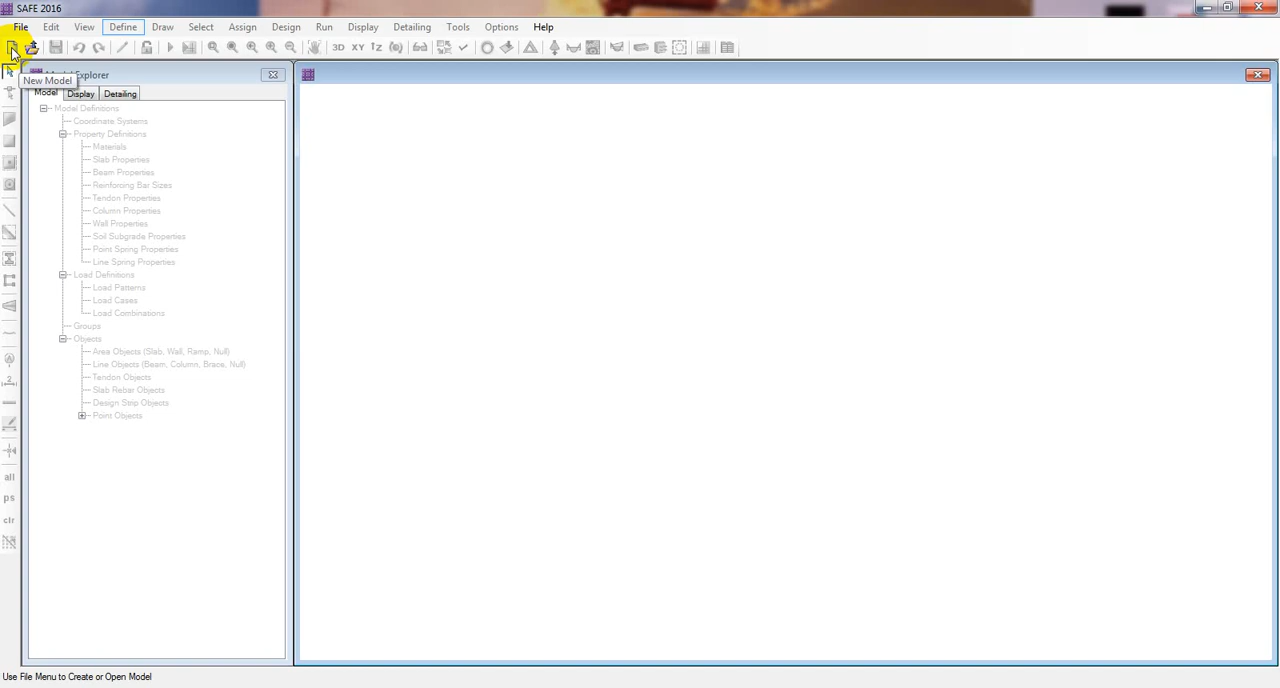 SAFE 2016
File Edit View Define Draw Select Assign Design Run Display Detailing Tools Options Help
3D XY
New Model
Explorer
Model Display Detailing
Model Definitions
Coordinate Systems
Property Definitions
Materials
Slab Properties
Beam Properties
Reinforcing Bar Sizes
Tendon Properties
Column Properties
Wall Properties
Soil Subgrade Properties
Point Spring Properties
Line Spring Properties
Load Definitions
Load Patterns
Load Cases
Load Combinations
Groups
Objects
Area Objects (Slab, Wall, Ramp, Null)
Line Objects (Beam, Column, Brace, Null)
Tendon Objects
Slab Rebar Objects
Design Strip Objects
Point Objects
all
ps
clr
Use File Menu to Create or Open Model